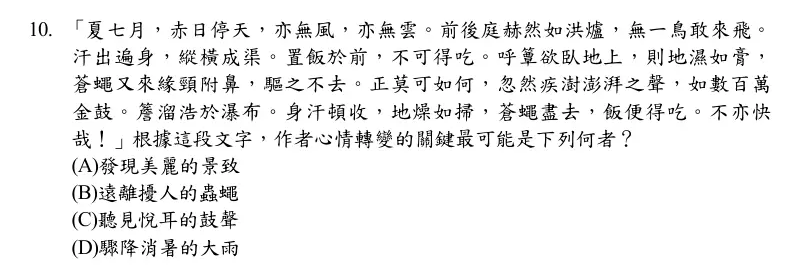 10. 「夏七月，赤日停天，亦無風，亦無雲。前後庭赫然如洪爐，無一鳥敢來飛。
汗出遍身，縱橫成渠。置飯於前，不可得吃。呼簟欲臥地上，則地濕如膏，
蒼蠅又來緣頸附鼻，驅之不去。正莫可如何，忽然疾澍澎湃之聲，如數百萬
金鼓。簷溜浩於瀑布。身汗頓收，地燥如掃，蒼蠅盡去，飯便得吃。不亦快
哉！」根據這段文字，作者心情轉變的關鍵最可能是下列何者？
(A)發現美麗的景致
(B)遠離擾人的蟲蠅
(C)聽見悅耳的鼓聲
(D)驟降消暑的大雨